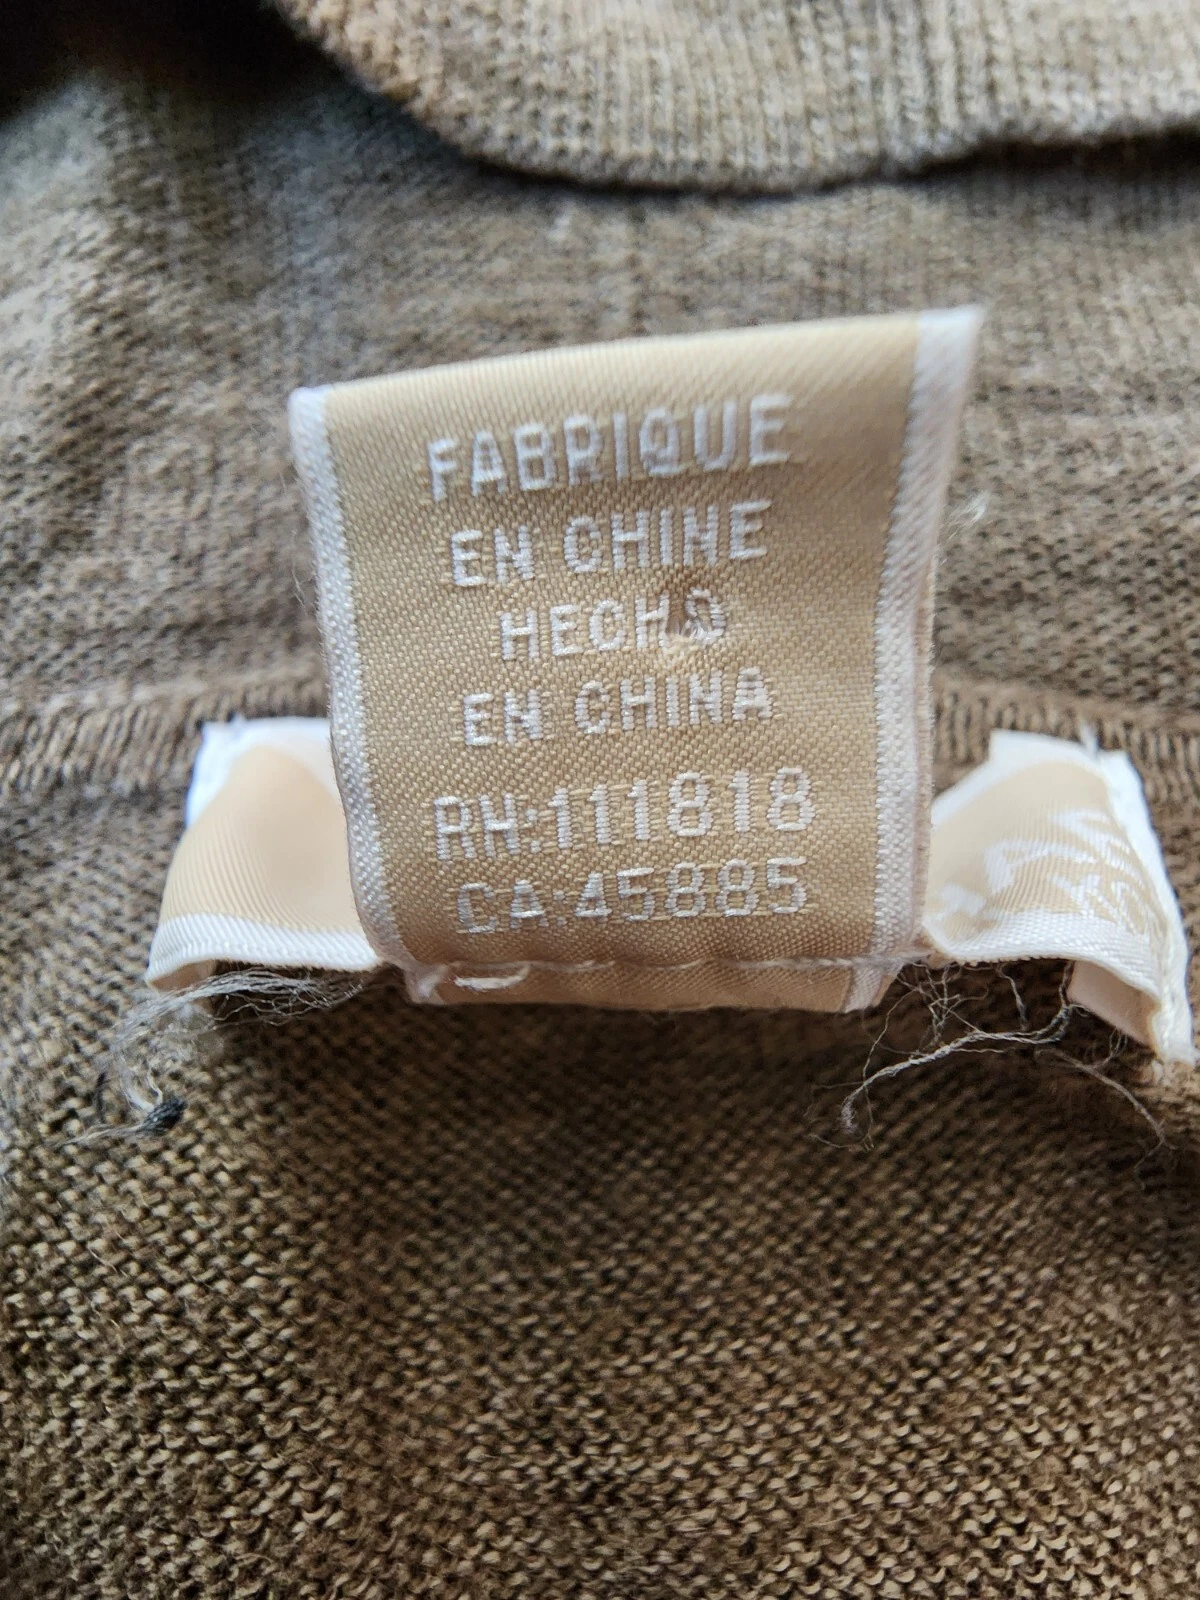 FABRIQUE
EN CHINE
HECHO
EN CHINA
RN:111818
CA:45885